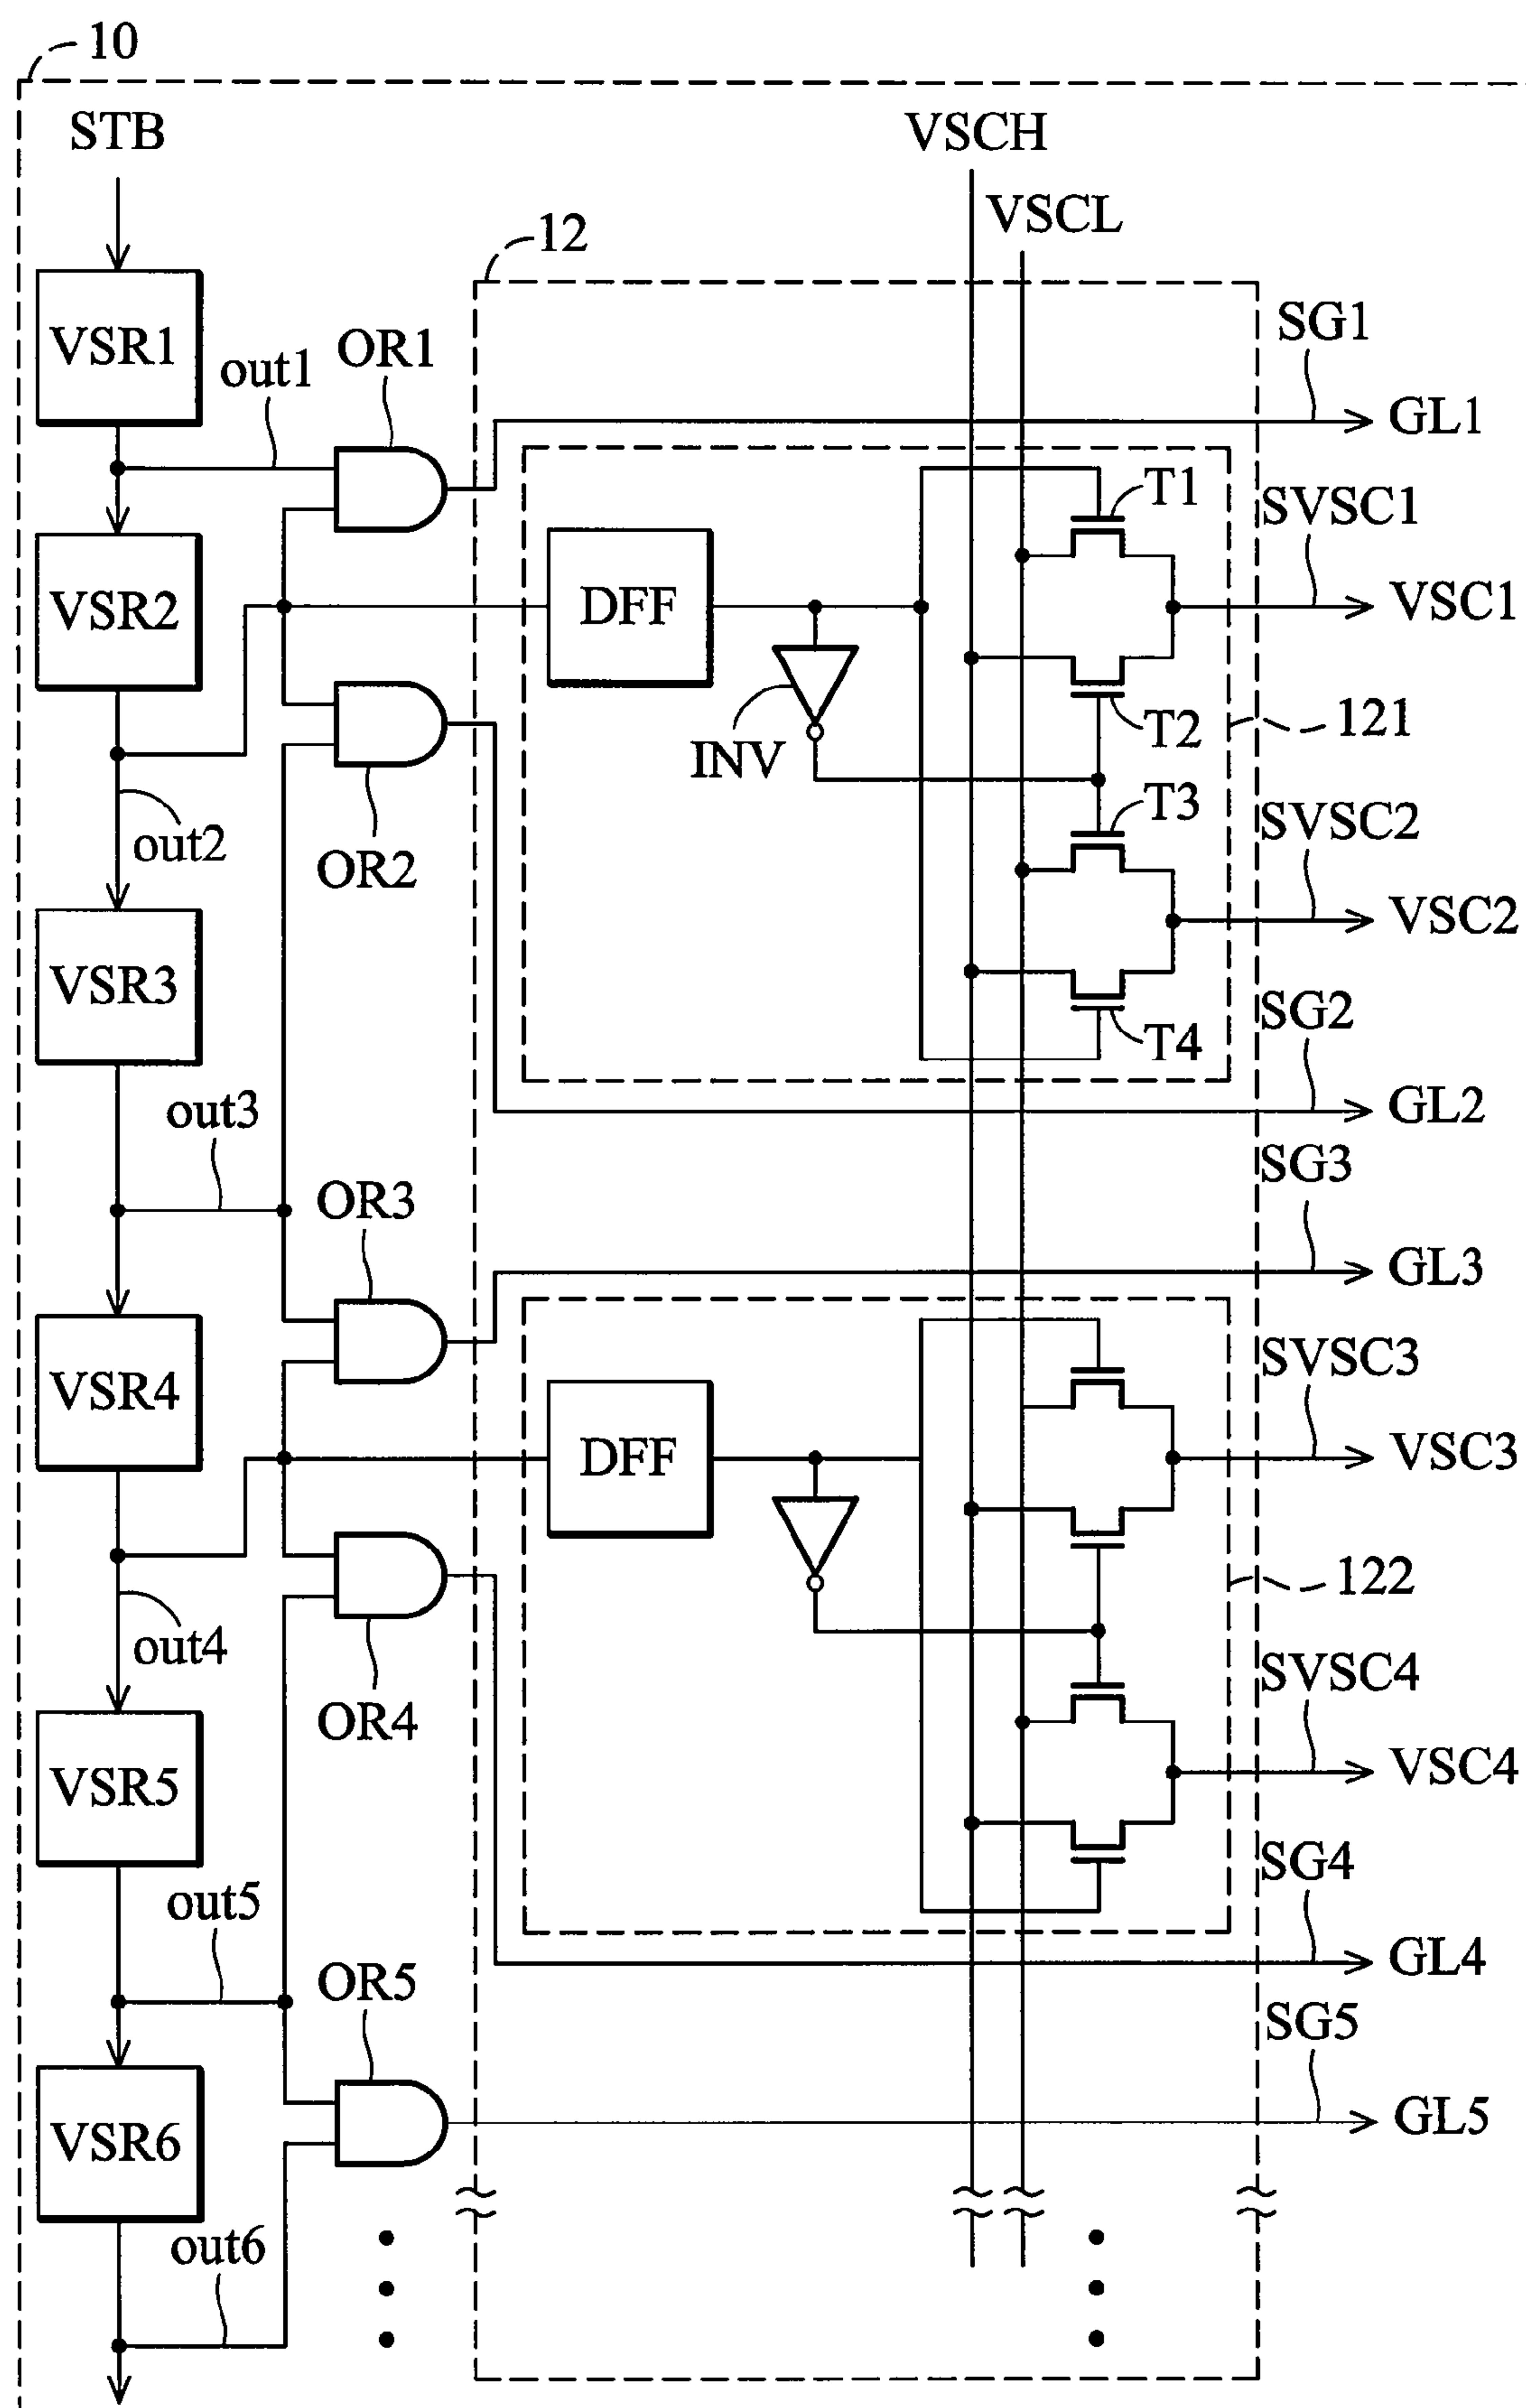 10
STB
VSCH
VSCL
12
VSR1
out1
OR1
SG1
GL1
T1
SVSC1
VSR2
DFF
VSC1
INV
T2
121
out2
OR2
T3
SVSC2
VSC2
VSR3
SG2
T4
out3
GL2
SG3
OR3
GL3
VSR4
SVSC3
DFF
VSC3
122
out4
OR4
SVSC4
VSR5
VSC4
out5
SG4
GL4
OR5
SG5
VSR6
GL5
out6